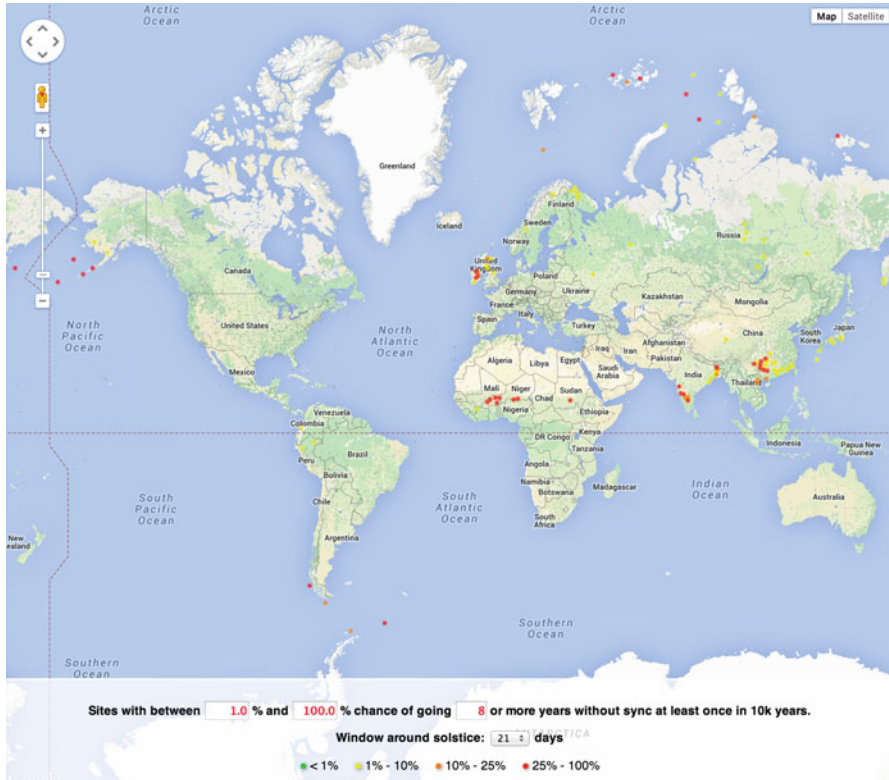 Arctic
Ocean
Arctic
Ocean
Map
Satellite
Greenland
Iceland
Finland
Sweden
Norway
Russia
United
Kingdom
Canada
Poland
Germany
Ukraine
France
Kazakhstan
Mongolia
Italy
Spain
Turkey
North
Pacific
Ocean
United States
North
Atlantic
Ocean
China
South
Korea
Japan
Afghanistan
Iraq
Iran
Pakistan
Algeria
Libya
Egypt
Saudi
Arabia
Mexico
India
Mali
Niger
Sudan
Chad
Thailand
Nigeria
Ethiopia
Venezuela
Colombia
Kenya
DR Congo
Tanzania
Indonesia
Papua New
Guinea
Peru
Brazil
Angola
Bolivia
Namibia
Botswana
Madagascar
Indian
Ocean
Australia
South
Pacific
Ocean
Chile
South
Atlantic
Ocean
South
Africa
Argentina
New
ealand
Southern
Ocean
Southern
Ocean
Sites with between 1.0 % and 100.0 % chance of going 8 or more years without sync at least once in 10k years.
Window around solstice: 21 days
ANTARCTICA
< 1% 1% - 10% 10% - 25% 25% - 100%